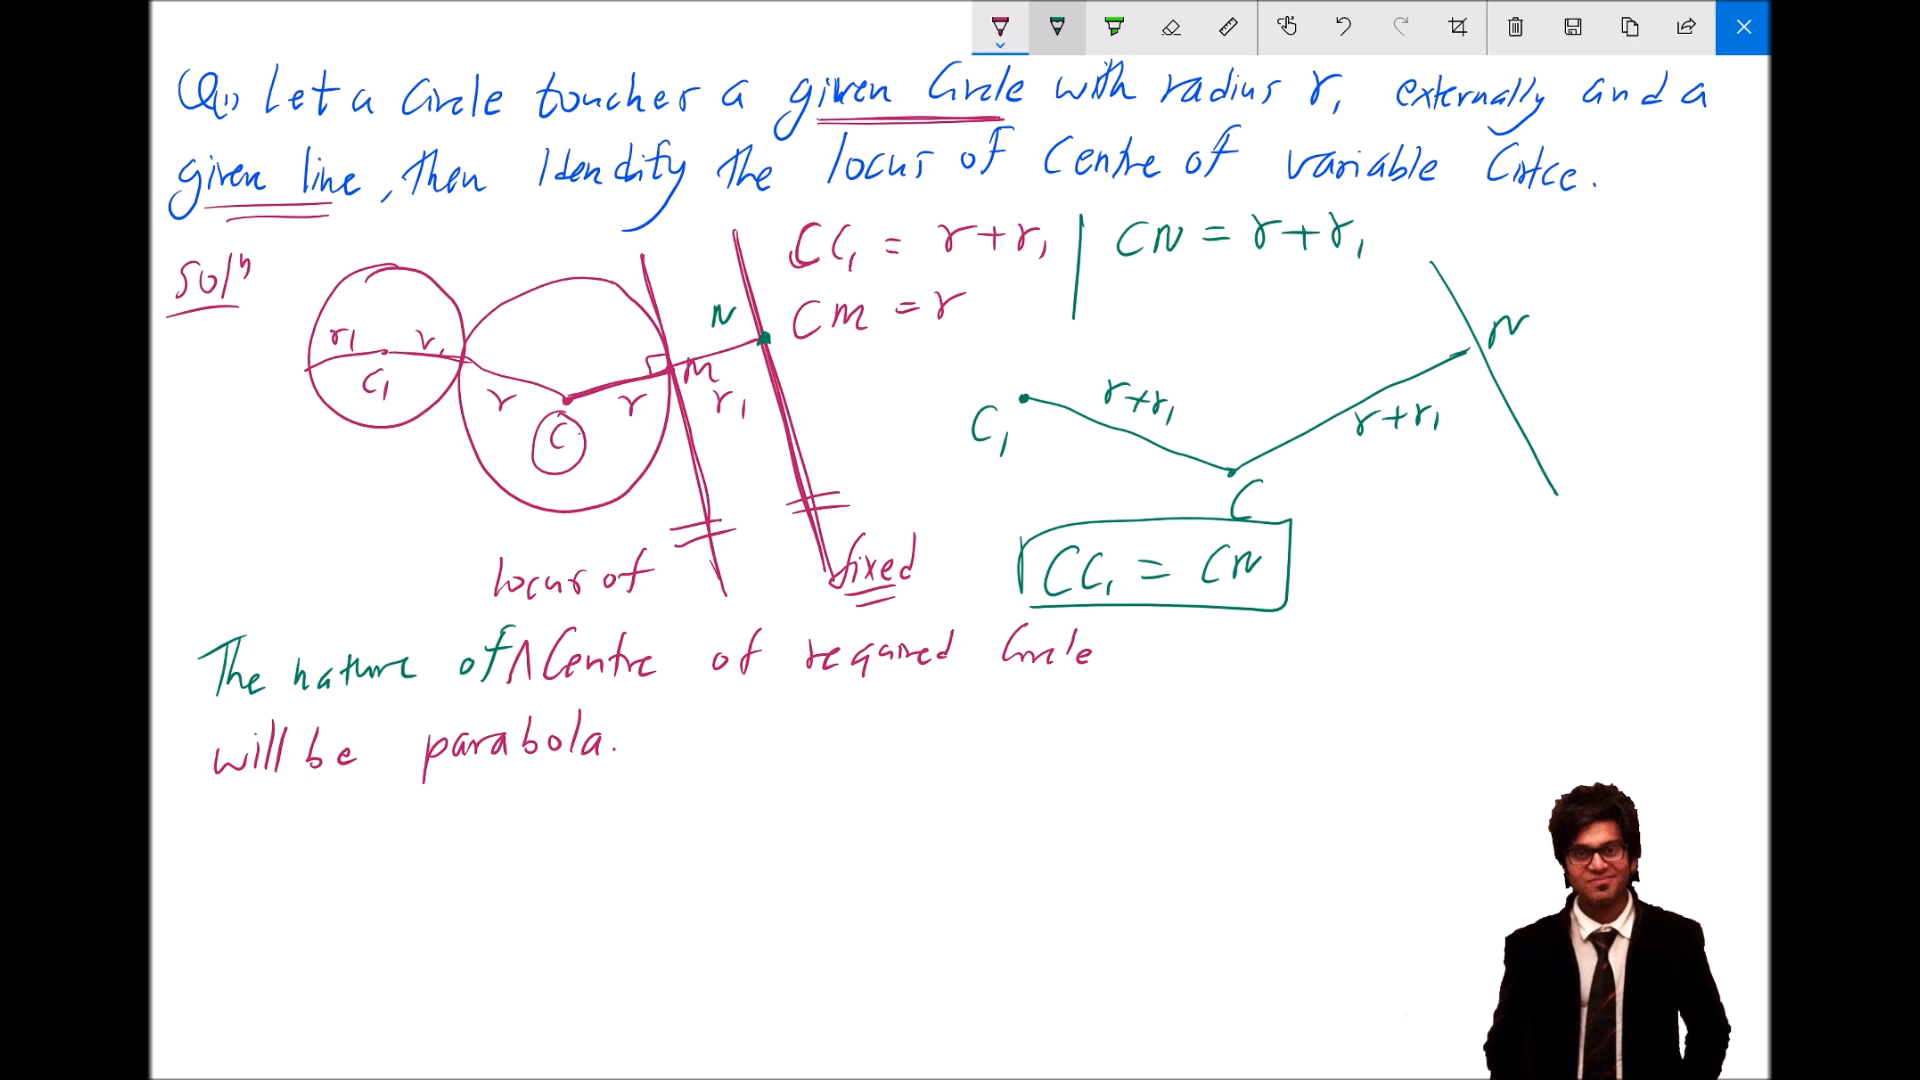 Q1) Let a Circle touches a given Circle with radius r1 externally and a
given line, then Identify the locus of Centre of variable
Solⁿ
CC1 = r+r1 | CN = r+r1
CM = r
N
N
r1 r1
C1
r
r
M
r1
C
C1
r+r1
r+r1
C
CC1 = CN
locus of
fixed
The nature of ∧ Centre of required Circle
will be parabola.